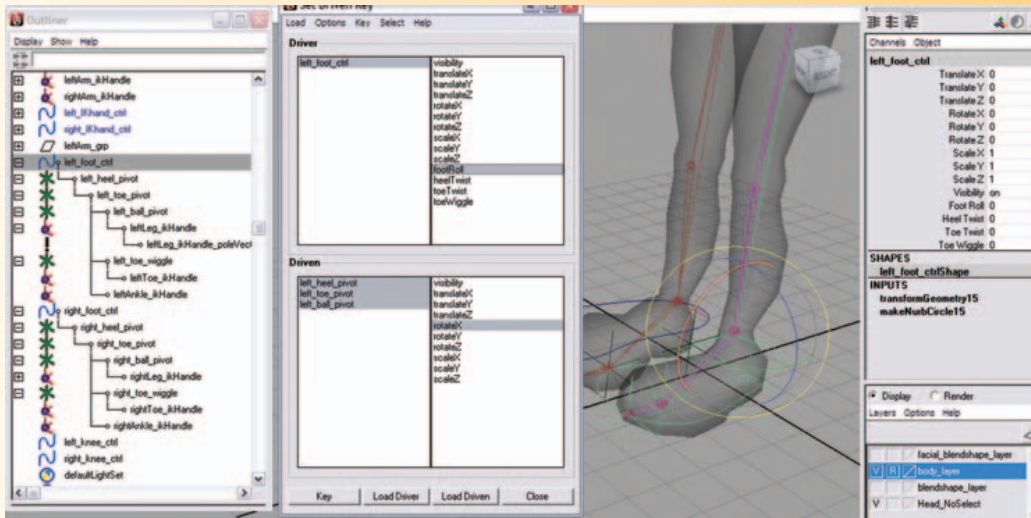 Outliner
Display Show Help
leftArm_ikHandle
rightArm_ikHandle
left_IKhand_ctrl
right_IKhand_ctrl
leftArm_grp
left_foot_ctrl
left_heel_pivot
left_toe_pivot
left_ball_pivot
leftLeg_ikHandle
leftLeg_ikHandle_poleVect
left_toe_wiggle
leftToe_ikHandle
leftAnkle_ikHandle
right_foot_ctrl
right_heel_pivot
right_toe_pivot
right_ball_pivot
rightLeg_ikHandle
right_toe_wiggle
rightToe_ikHandle
rightAnkle_ikHandle
left_knee_ctrl
right_knee_ctrl
defaultLightSet
Set Driven Key
Load Options Key Select Help
Driver
left_foot_ctrl
visibility
translateX
translateY
translateZ
rotateX
rotateY
rotateZ
scaleX
scaleY
scaleZ
footRoll
heelTwist
toeTwist
toeWiggle
Driven
left_heel_pivot
left_toe_pivot
left_ball_pivot
visibility
translateX
translateY
translateZ
rotateX
rotateY
rotateZ
scaleX
scaleY
scaleZ
Key Load Driver Load Driven Close
RIGHT
Channels Object
left_foot_ctrl
Translate X 0
Translate Y 0
Translate Z 0
Rotate X 0
Rotate Y 0
Rotate Z 0
Scale X 1
Scale Y 1
Scale Z 1
Visibility on
Foot Roll 0
Heel Twist 0
Toe Twist 0
Toe Wiggle 0
SHAPES
left_foot_ctrlShape
INPUTS
transformGeometry15
makeNurbCircle15
Display Render
Layers Options Help
facial_blendshape_layer
V R body_layer
blendshape_layer
V Head_NoSelect